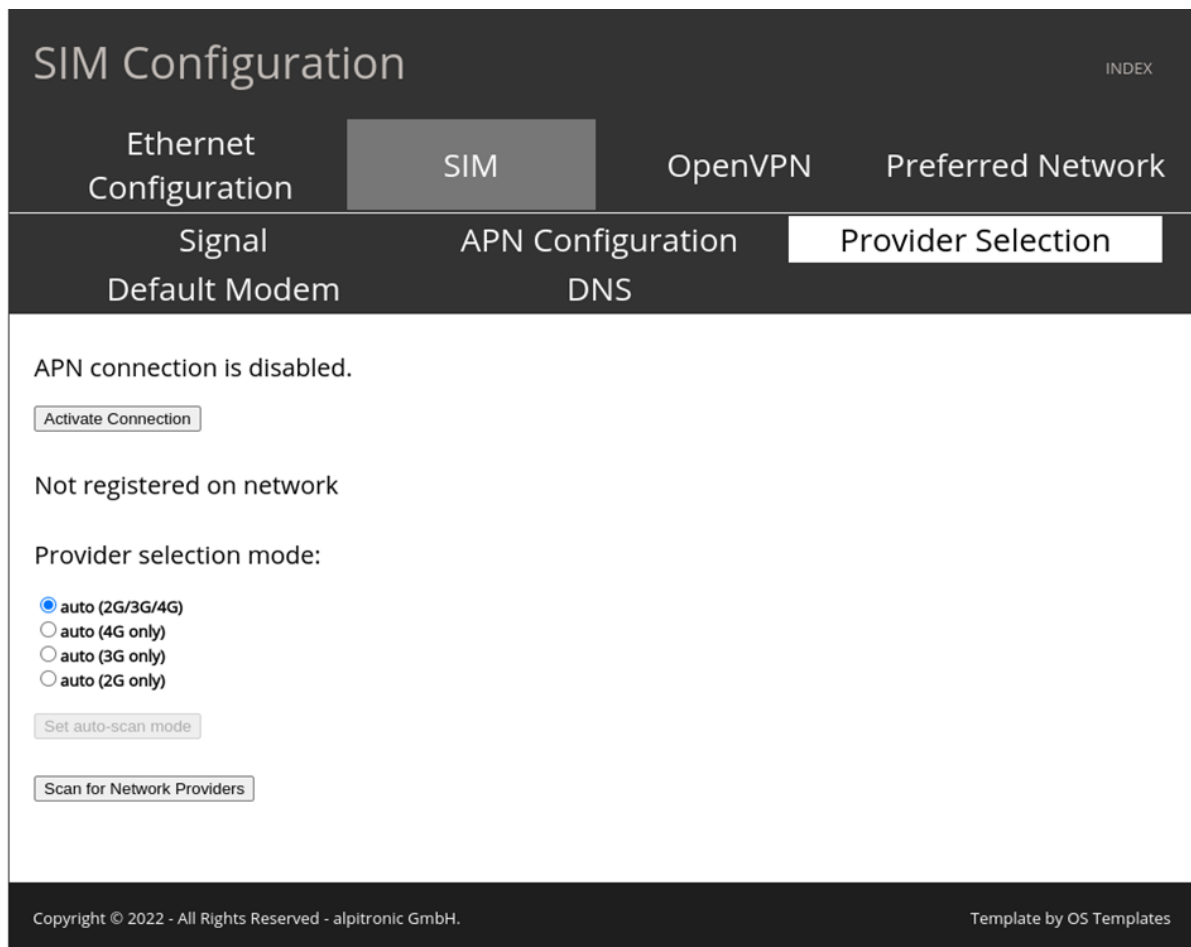 SIM Configuration
INDEX
Ethernet
Configuration
SIM
OpenVPN
Preferred Network
Signal
APN Configuration
Provider Selection
Default Modem
DNS
APN connection is disabled.
Activate Connection
Not registered on network
Provider selection mode:
auto (2G/3G/4G)
auto (4G only)
auto (3G only)
auto (2G only)
Set auto-scan mode
Scan for Network Providers
Copyright © 2022 - All Rights Reserved - alpitronic GmbH.
Template by OS Templates